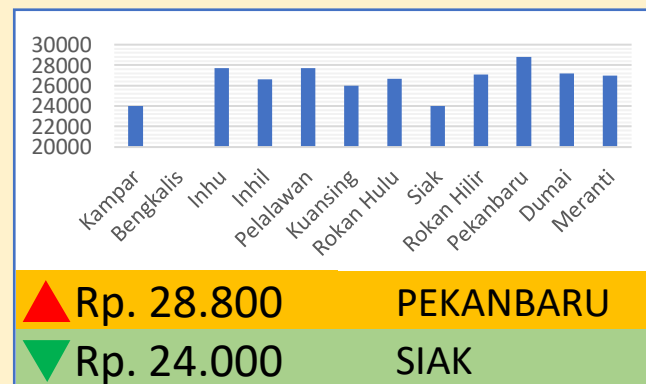 30000
28000
26000
24000
22000
20000
Kampar
Bengkalis
Inhu
Inhil
Pelalawan
Kuansing
Rokan Hulu
Siak
Rokan Hilir
Pekanbaru
Dumai
Meranti
Rp. 28.800 PEKANBARU
Rp. 24.000 SIAK